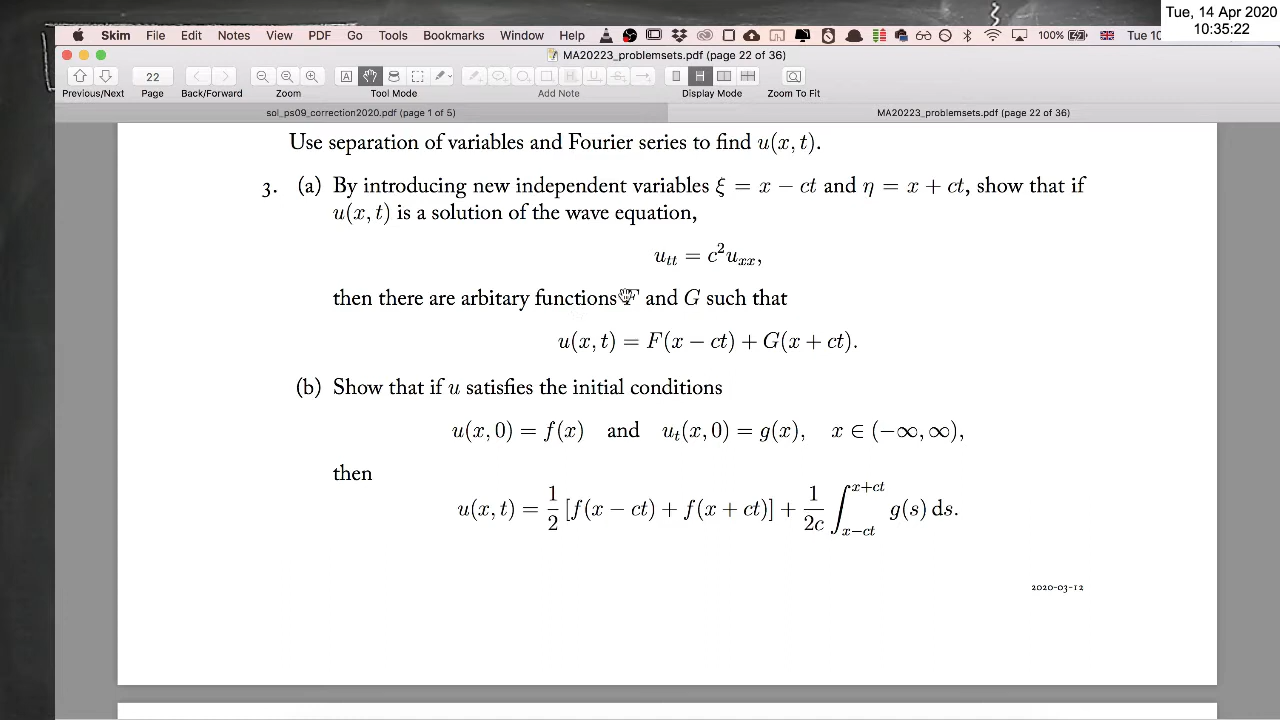 Tue, 14 Apr 2020
10:35:22
Skim File Edit Notes View PDF Go Tools Bookmarks Window Help 100% Tue 10
MA20223_problemsets.pdf (page 22 of 36)
22
Previous/Next Page Back/Forward Zoom Tool Mode Add Note Display Mode Zoom To Fit
sol_ps09_correction2020.pdf (page 1 of 5) MA20223_problemsets.pdf (page 22 of 36)
Use separation of variables and Fourier series to find u(x, t).
3. (a) By introducing new independent variables ξ = x − ct and η = x + ct, show that if
u(x, t) is a solution of the wave equation,
u_tt = c²u_xx,
then there are arbitary functions F and G such that
u(x, t) = F(x − ct) + G(x + ct).
(b) Show that if u satisfies the initial conditions
u(x, 0) = f(x) and u_t(x, 0) = g(x), x ∈ (−∞, ∞),
then
u(x, t) = 1/2 [f(x − ct) + f(x + ct)] + 1/2c ∫_{x−ct}^{x+ct} g(s) ds.
2020-03-12